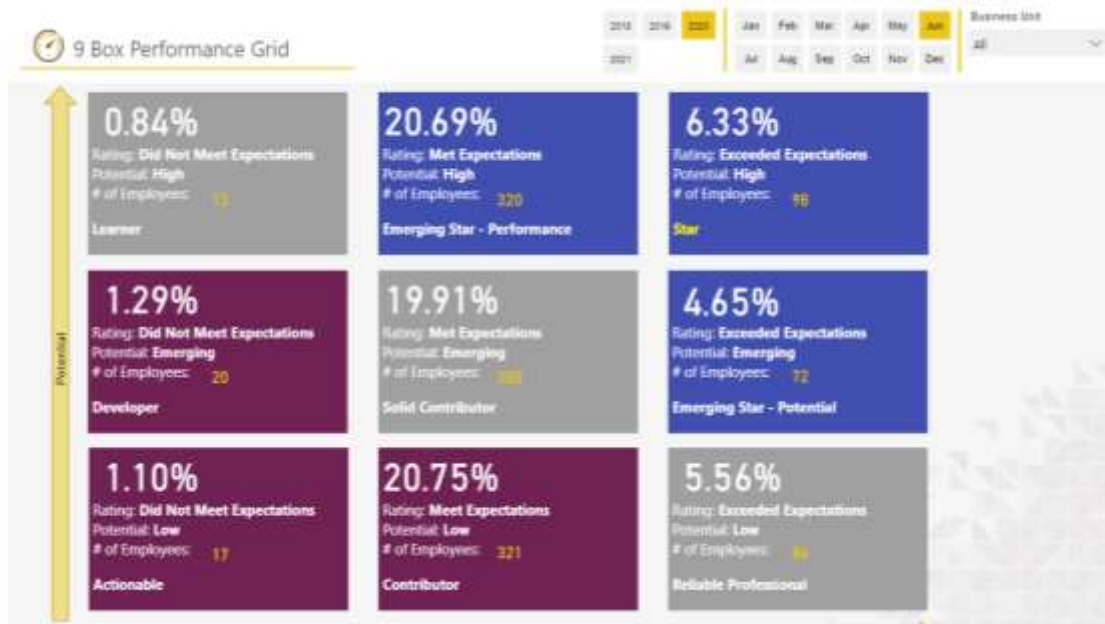 9 Box Performance Grid
2018 2019 2020
2021
Jan Feb Mar Apr May Jun
Jul Aug Sep Oct Nov Dec
Business Unit
All
Potential
0.84%
Rating: Did Not Meet Expectations
Potential: High
# of Employees: 13
Learner
20.69%
Rating: Met Expectations
Potential: High
# of Employees: 320
Emerging Star - Performance
6.33%
Rating: Exceeded Expectations
Potential: High
# of Employees: 98
Star
1.29%
Rating: Did Not Meet Expectations
Potential: Emerging
# of Employees: 20
Developer
19.91%
Rating: Met Expectations
Potential: Emerging
# of Employees:
Solid Contributor
4.65%
Rating: Exceeded Expectations
Potential: Emerging
# of Employees: 72
Emerging Star - Potential
1.10%
Rating: Did Not Meet Expectations
Potential: Low
# of Employees: 17
Actionable
20.75%
Rating: Meet Expectations
Potential: Low
# of Employees: 321
Contributor
5.56%
Rating: Exceeded Expectations
Potential: Low
# of Employees:
Reliable Professional